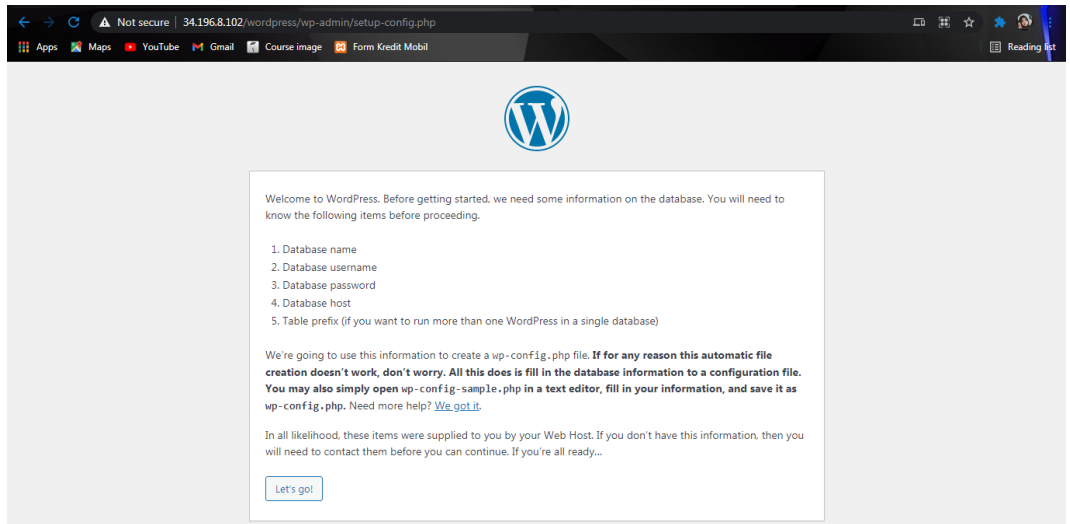 Not secure | 34.196.8.102/wordpress/wp-admin/setup-config.php
Apps Maps YouTube Gmail Course image Form Kredit Mobil Reading list
Welcome to WordPress. Before getting started, we need some information on the database. You will need to
know the following items before proceeding.
1. Database name
2. Database username
3. Database password
4. Database host
5. Table prefix (if you want to run more than one WordPress in a single database)
We're going to use this information to create a wp-config.php file. If for any reason this automatic file
creation doesn't work, don't worry. All this does is fill in the database information to a configuration file.
You may also simply open wp-config-sample.php in a text editor, fill in your information, and save it as
wp-config.php. Need more help? We got it.
In all likelihood, these items were supplied to you by your Web Host. If you don't have this information, then you
will need to contact them before you can continue. If you're all ready...
Let's go!